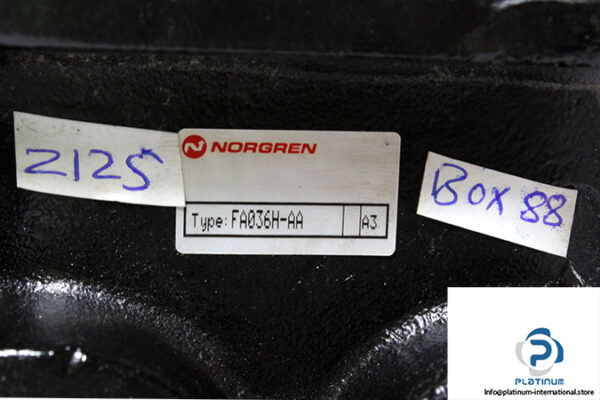 2125
NORGREN
Type: FA036H-AA A3
BOX 88
PLATINUM
Info@platinum-international.store